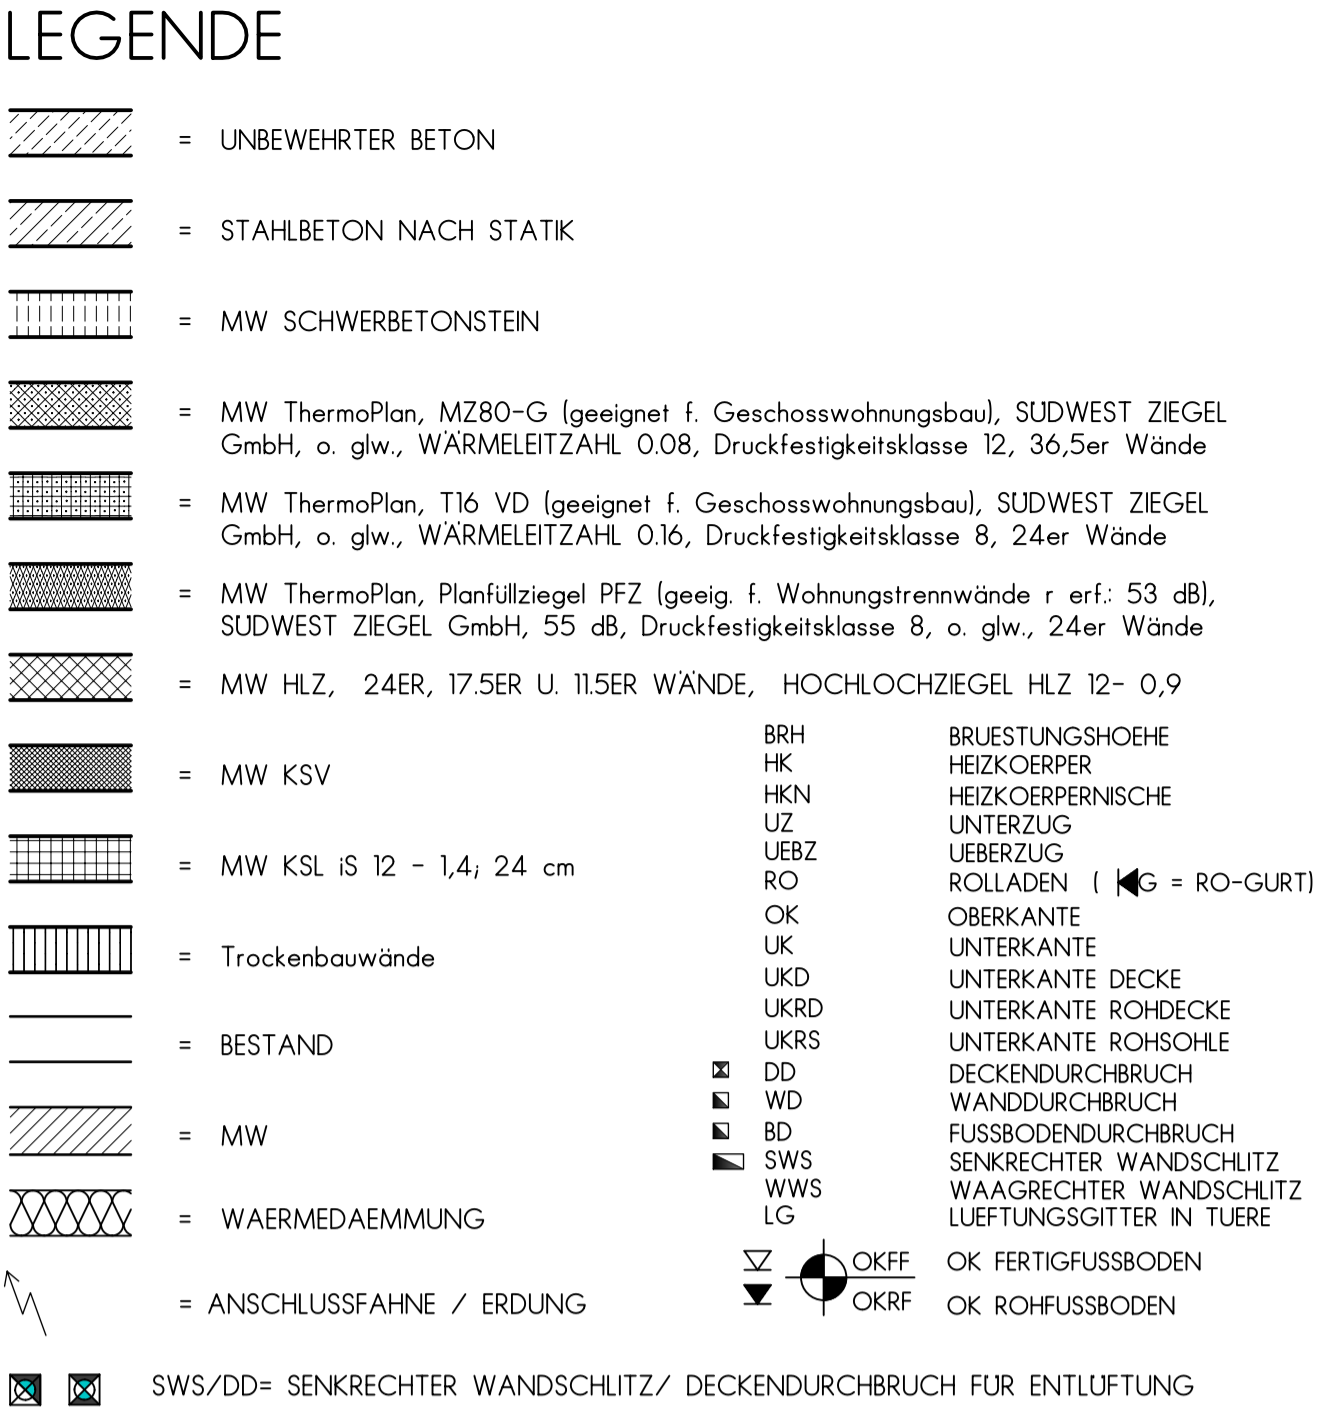 LEGENDE
= UNBEWEHRTER BETON
= STAHLBETON NACH STATIK
= MW SCHWERBETONSTEIN
= MW ThermoPlan, MZ80-G (geeignet f. Geschosswohnungsbau), SÜDWEST ZIEGEL
GmbH, o. glw., WÄRMELEITZAHL 0.08, Druckfestigkeitsklasse 12, 36,5er Wände
= MW ThermoPlan, T16 VD (geeignet f. Geschosswohnungsbau), SÜDWEST ZIEGEL
GmbH, o. glw., WÄRMELEITZAHL 0.16, Druckfestigkeitsklasse 8, 24er Wände
= MW ThermoPlan, Planfüllziegel PFZ (geeig. f. Wohnungstrennwände r erf.: 53 dB),
SÜDWEST ZIEGEL GmbH, 55 dB, Druckfestigkeitsklasse 8, o. glw., 24er Wände
= MW HLZ, 24ER, 17.5ER U. 11.5ER WÄNDE, HOCHLOCHZIEGEL HLZ 12- 0,9
= MW KSV
= MW KSL iS 12 - 1,4; 24 cm
= Trockenbauwände
= BESTAND
= MW
= WAERMEDAEMMUNG
= ANSCHLUSSFAHNE / ERDUNG
BRH BRUESTUNGSHOEHE
HK HEIZKOERPER
HKN HEIZKOERPERNISCHE
UZ UNTERZUG
UEBZ UEBERZUG
RO ROLLADEN ( G = RO-GURT)
OK OBERKANTE
UK UNTERKANTE
UKD UNTERKANTE DECKE
UKRD UNTERKANTE ROHDECKE
UKRS UNTERKANTE ROHSOHLE
DD DECKENDURCHBRUCH
WD WANDDURCHBRUCH
BD FUSSBODENDURCHBRUCH
SWS SENKRECHTER WANDSCHLITZ
WWS WAAGRECHTER WANDSCHLITZ
LG LUEFTUNGSGITTER IN TUERE
OKFF OK FERTIGFUSSBODEN
OKRF OK ROHFUSSBODEN
SWS/DD= SENKRECHTER WANDSCHLITZ/ DECKENDURCHBRUCH FÜR ENTLÜFTUNG